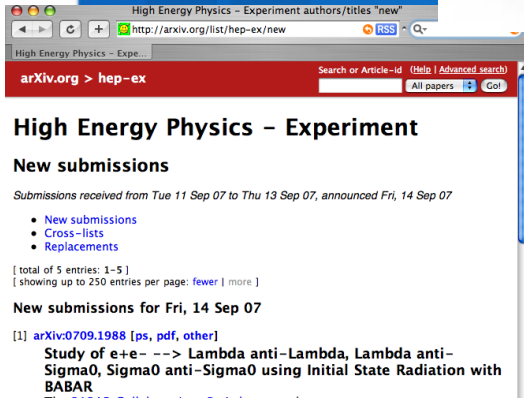 High Energy Physics - Experiment authors/titles "new"
http://arxiv.org/list/hep-ex/new RSS Q
High Energy Physics - Expe...
Search or Article-id (Help | Advanced search)
arXiv.org > hep-ex All papers Go!
High Energy Physics - Experiment
New submissions
Submissions received from Tue 11 Sep 07 to Thu 13 Sep 07, announced Fri, 14 Sep 07
• New submissions
• Cross-lists
• Replacements
[ total of 5 entries: 1-5 ]
[ showing up to 250 entries per page: fewer | more ]
New submissions for Fri, 14 Sep 07
[1] arXiv:0709.1988 [ps, pdf, other]
Study of e+e- --> Lambda anti-Lambda, Lambda anti-
Sigma0, Sigma0 anti-Sigma0 using Initial State Radiation with
BABAR